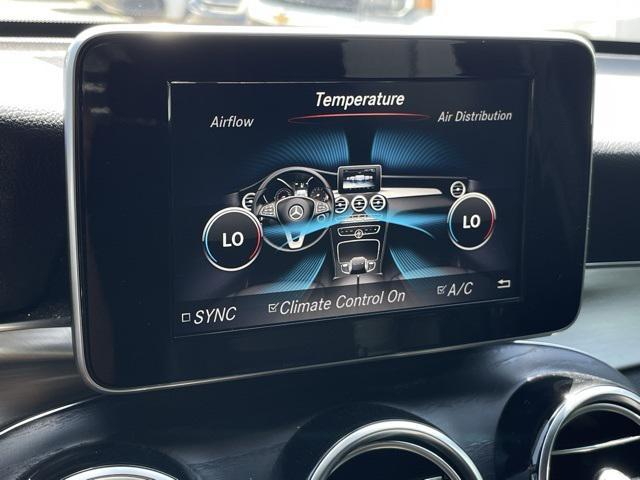 Temperature
Airflow
Air Distribution
LO
LO
SYNC
Climate Control On
A/C